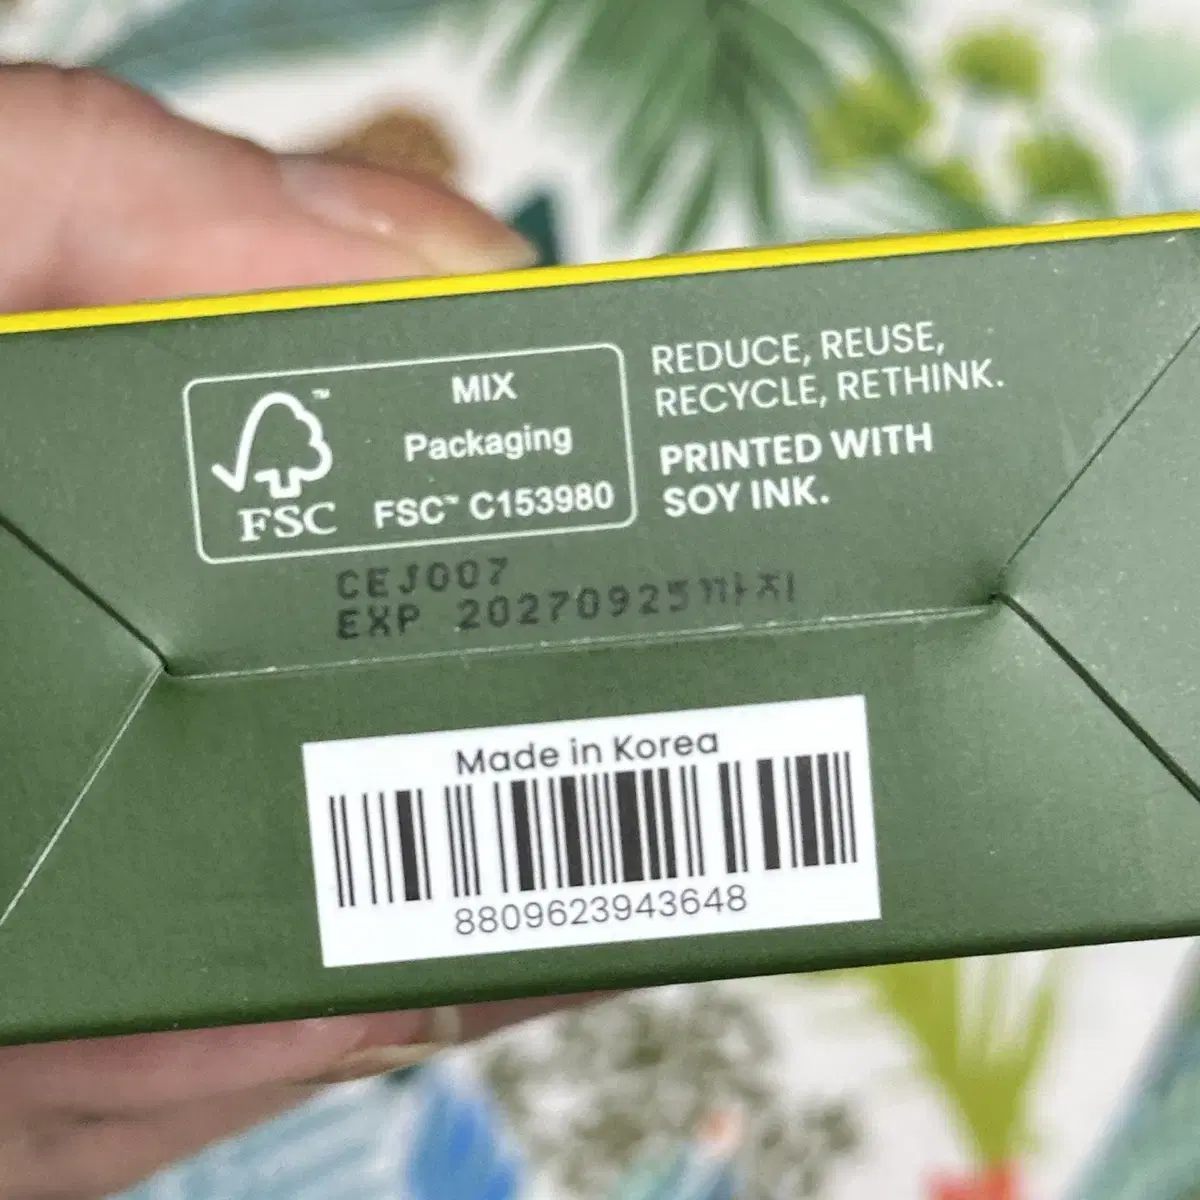 MIX
Packaging
FSC™ C153980
™
FSC
REDUCE, REUSE,
RECYCLE, RETHINK.
PRINTED WITH
SOY INK.
CEJ007
EXP 20270925까지
Made in Korea
8809623943648